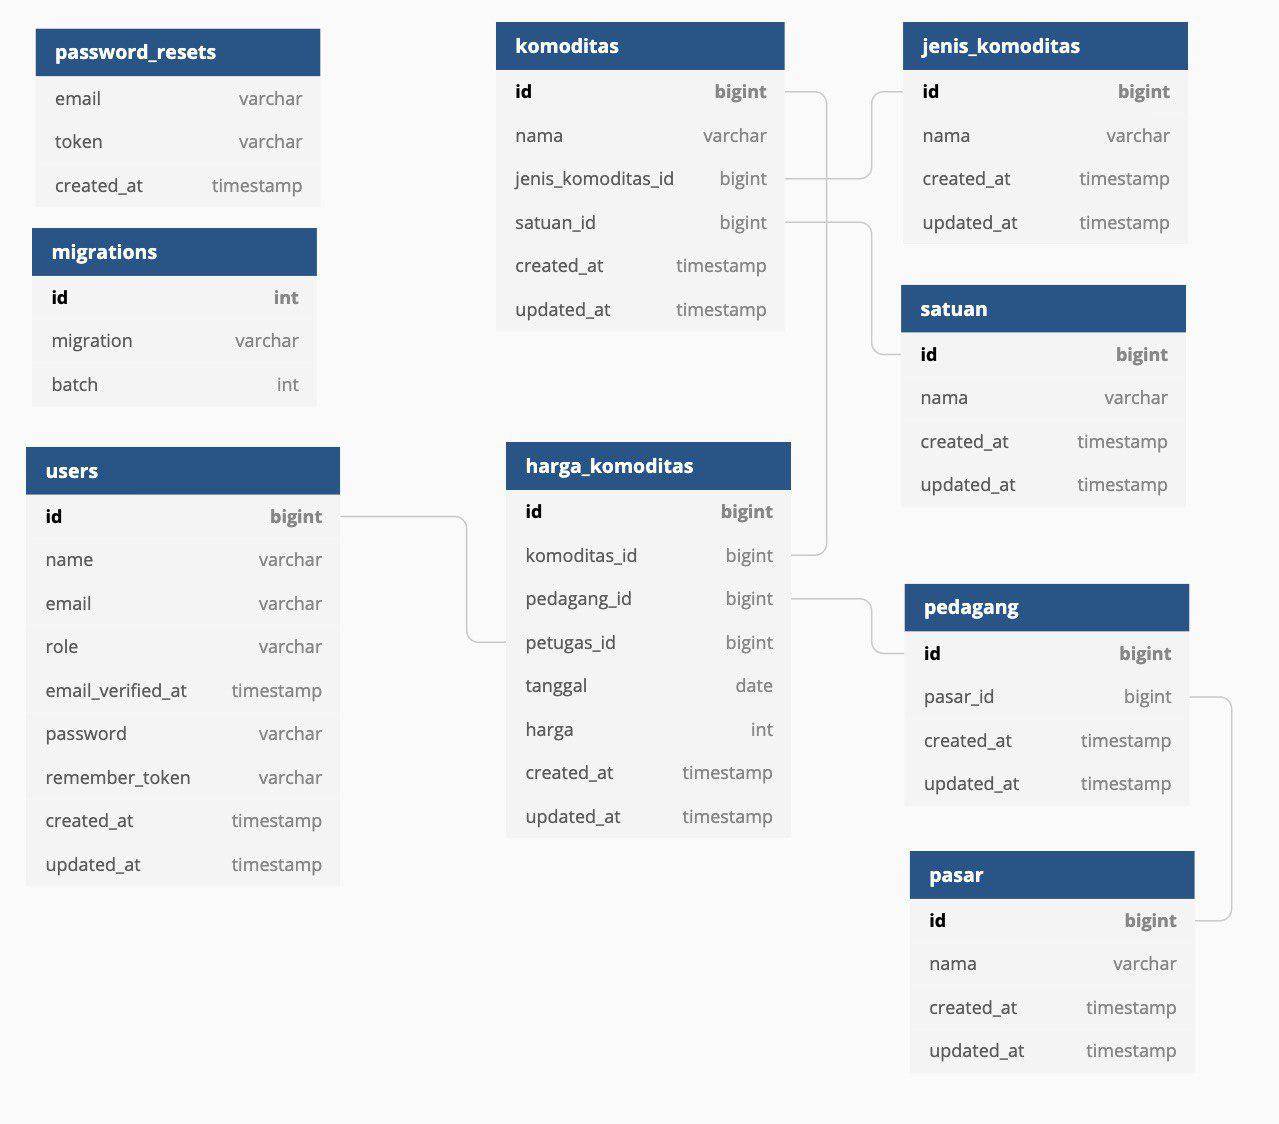 password_resets
email varchar
token varchar
created_at timestamp
migrations
id int
migration varchar
batch int
users
id bigint
name varchar
email varchar
role varchar
email_verified_at timestamp
password varchar
remember_token varchar
created_at timestamp
updated_at timestamp
komoditas
id bigint
nama varchar
jenis_komoditas_id bigint
satuan_id bigint
created_at timestamp
updated_at timestamp
harga_komoditas
id bigint
komoditas_id bigint
pedagang_id bigint
petugas_id bigint
tanggal date
harga int
created_at timestamp
updated_at timestamp
jenis_komoditas
id bigint
nama varchar
created_at timestamp
updated_at timestamp
satuan
id bigint
nama varchar
created_at timestamp
updated_at timestamp
pedagang
id bigint
pasar_id bigint
created_at timestamp
updated_at timestamp
pasar
id bigint
nama varchar
created_at timestamp
updated_at timestamp